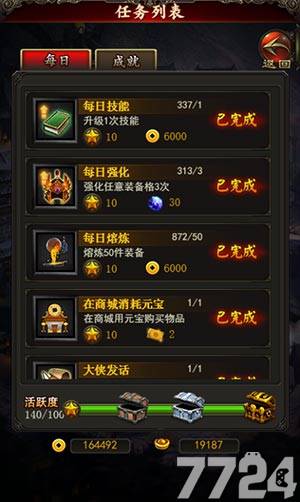 任务列表
每日
成就
返回
每日技能 337/1
升级1次技能
10 6000
已完成
每日强化 313/3
强化任意装备格3次
10 30
已完成
每日熔炼 872/50
熔炼50件装备
10 6000
已完成
在商城消耗元宝 1/1
在商城用元宝购买物品
10 2
已完成
大侠发话 1/1
活跃度
140/100
164492 19187
7724